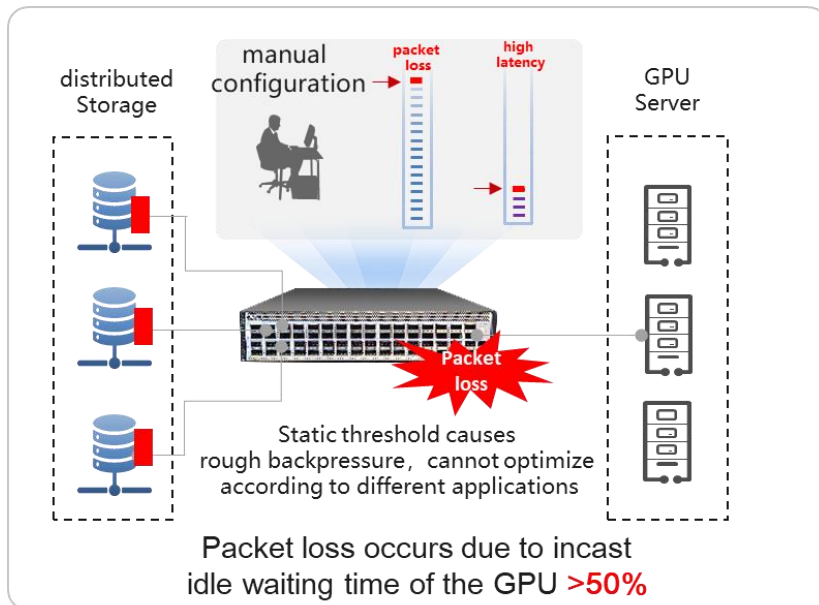 manual
configuration
packet
loss
high
latency
distributed
Storage
GPU
Server
Packet
loss
Static threshold causes
rough backpressure，cannot optimize
according to different applications
Packet loss occurs due to incast
idle waiting time of the GPU >50%